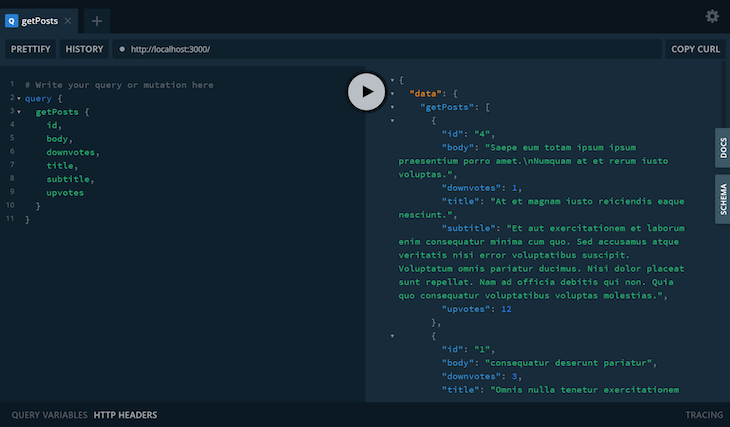 Q getPosts
PRETTIFY HISTORY http://localhost:3000/ COPY CURL
1 # Write your query or mutation here
2 query {
3 getPosts {
4 id,
5 body,
6 downvotes,
7 title,
8 subtitle,
9 upvotes
10 }
11 }
{
"data": {
"getPosts": [
{
"id": "4",
"body": "Saepe eum totam ipsum ipsum
praesentium porro amet.\nNumquam at et rerum iusto
voluptas.",
"downvotes": 1,
"title": "At et magnam iusto reiciendis eaque
nesciunt.",
"subtitle": "Et aut exercitationem et laborum
enim consequatur minima cum quo. Sed accusamus atque
veritatis nisi error voluptatibus suscipit.
Voluptatum omnis pariatur ducimus. Nisi dolor placeat
sunt repellat. Nam ad officia debitis qui non. Quia
quo consequatur voluptatibus voluptas molestias.",
"upvotes": 12
},
{
"id": "1",
"body": "consequatur deserunt pariatur",
"downvotes": 3,
"title": "Omnis nulla tenetur exercitationem
DOCS
SCHEMA
QUERY VARIABLES HTTP HEADERS TRACING